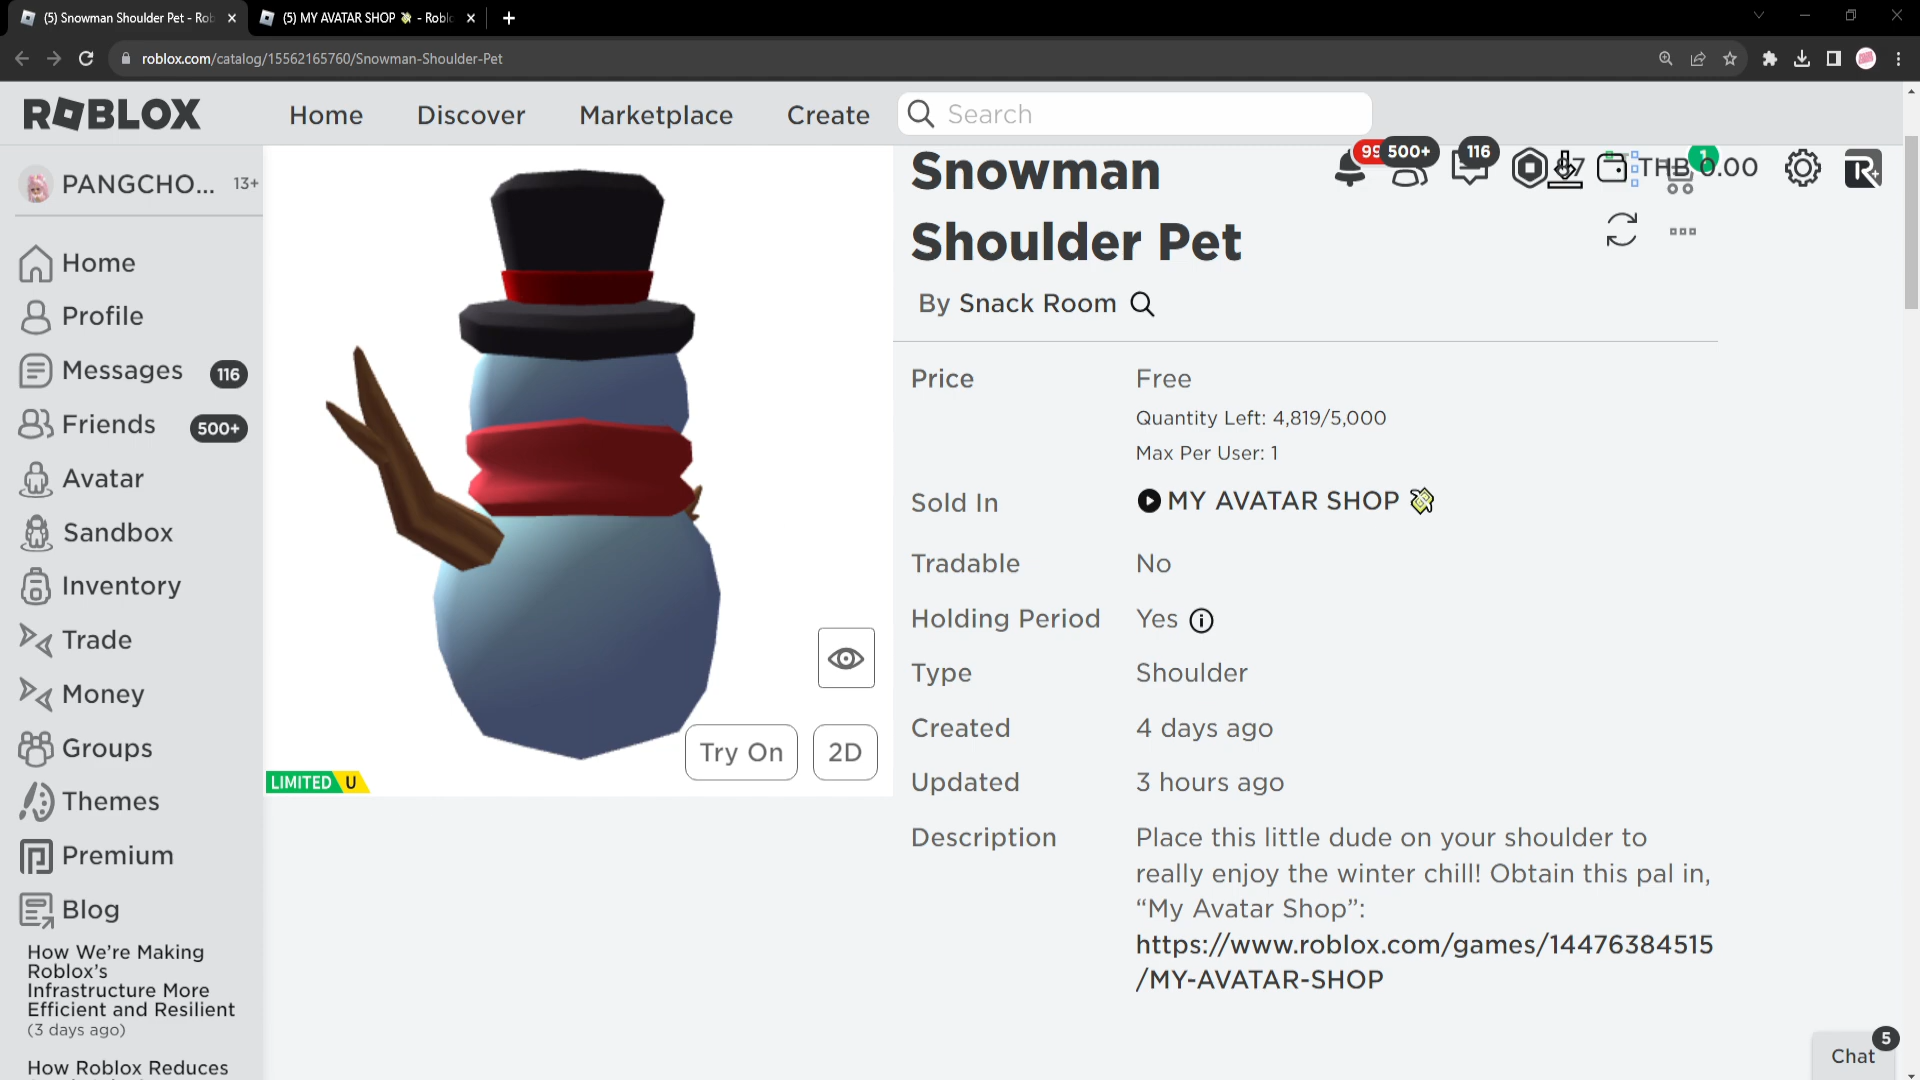 (5) Snowman Shoulder Pet - Rob
(5) MY AVATAR SHOP 💸 - Roblo
roblox.com/catalog/15562165760/Snowman-Shoulder-Pet
ROBLOX
Home
Discover
Marketplace
Create
Search
99
500+
116
THB 0.00
1
PANGCHO...
13+
Home
Profile
Messages
116
Friends
500+
Avatar
Sandbox
Inventory
Trade
Money
Groups
Themes
Premium
Blog
How We're Making
Roblox's
Infrastructure More
Efficient and Resilient
(3 days ago)
How Roblox Reduces
LIMITED U
Try On
2D
Snowman
Shoulder Pet
By Snack Room
Price
Free
Quantity Left: 4,819/5,000
Max Per User: 1
Sold In
MY AVATAR SHOP 💸
Tradable
No
Holding Period
Yes
Type
Shoulder
Created
4 days ago
Updated
3 hours ago
Description
Place this little dude on your shoulder to
really enjoy the winter chill! Obtain this pal in,
“My Avatar Shop”:
https://www.roblox.com/games/14476384515
/MY-AVATAR-SHOP
Chat
5